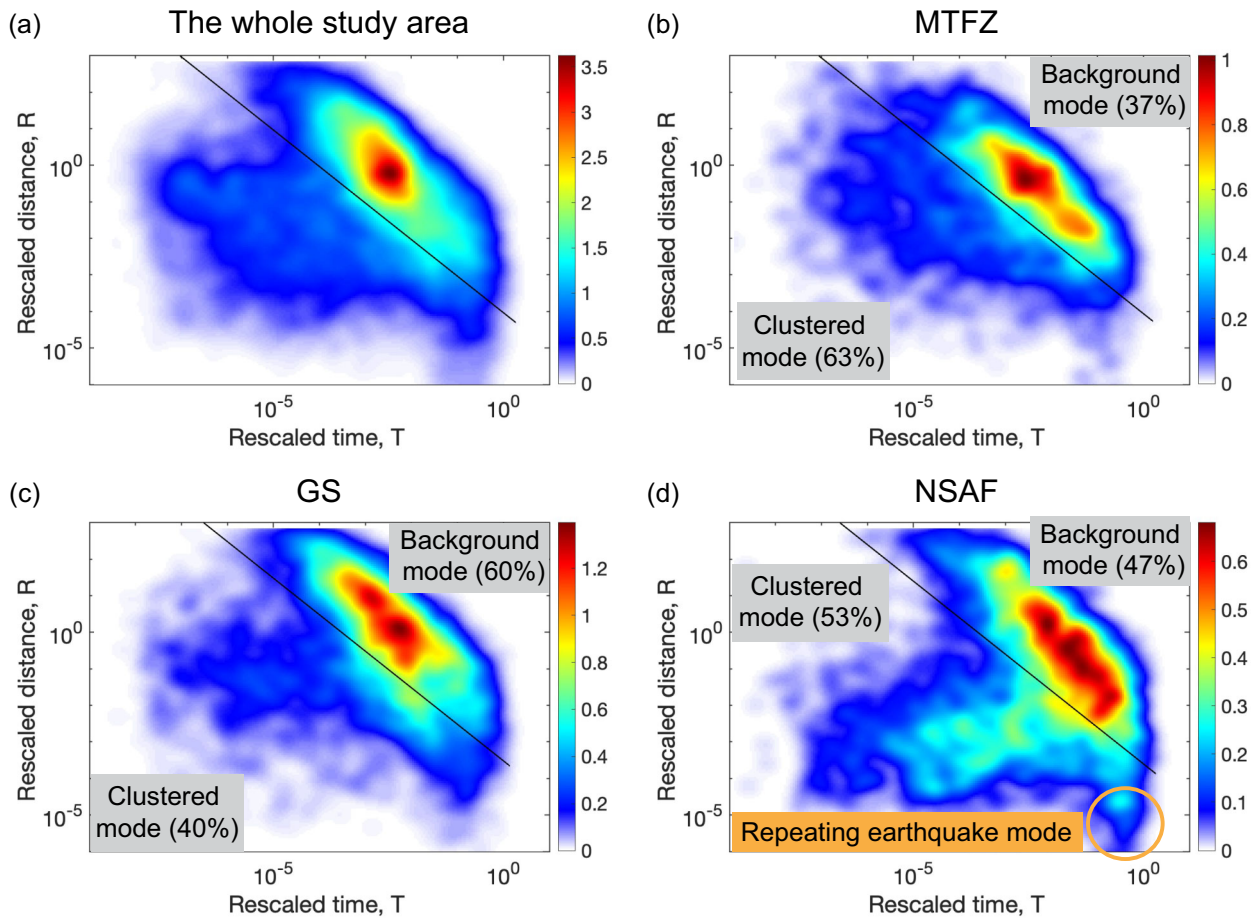 (a)
The whole study area
Rescaled distance, R
10^0
10^-5
10^-5
10^0
Rescaled time, T
3.5
3
2.5
2
1.5
1
0.5
0
(b)
MTFZ
Background
mode (37%)
Clustered
mode (63%)
Rescaled distance, R
10^0
10^-5
10^-5
10^0
Rescaled time, T
1
0.8
0.6
0.4
0.2
0
(c)
GS
Background
mode (60%)
Clustered
mode (40%)
Rescaled distance, R
10^0
10^-5
10^-5
10^0
Rescaled time, T
1.2
1
0.8
0.6
0.4
0.2
0
(d)
NSAF
Background
mode (47%)
Clustered
mode (53%)
Repeating earthquake mode
Rescaled distance, R
10^0
10^-5
10^-5
10^0
Rescaled time, T
0.6
0.5
0.4
0.3
0.2
0.1
0